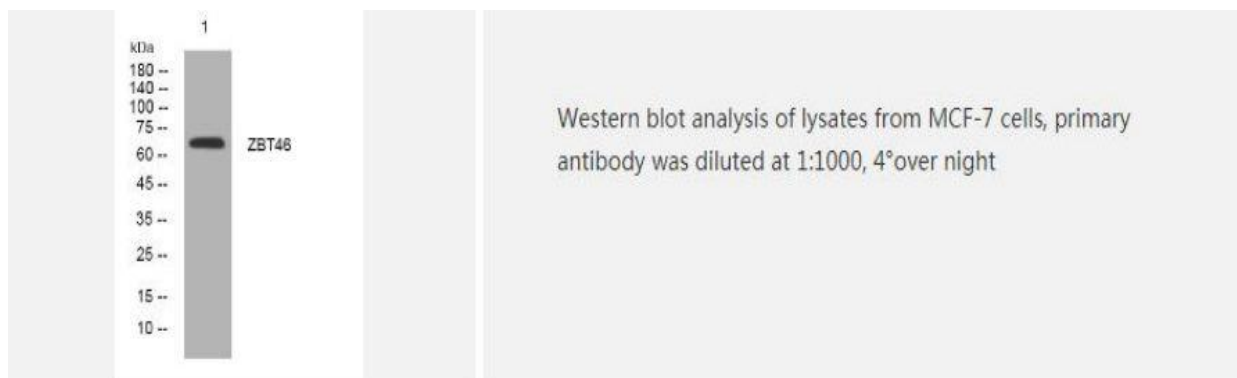 1
kDa
180 --
140 --
100 --
75 --
ZBT46
60 --
45 --
35 --
25 --
15 --
10 --
Western blot analysis of lysates from MCF-7 cells, primary
antibody was diluted at 1:1000, 4°over night